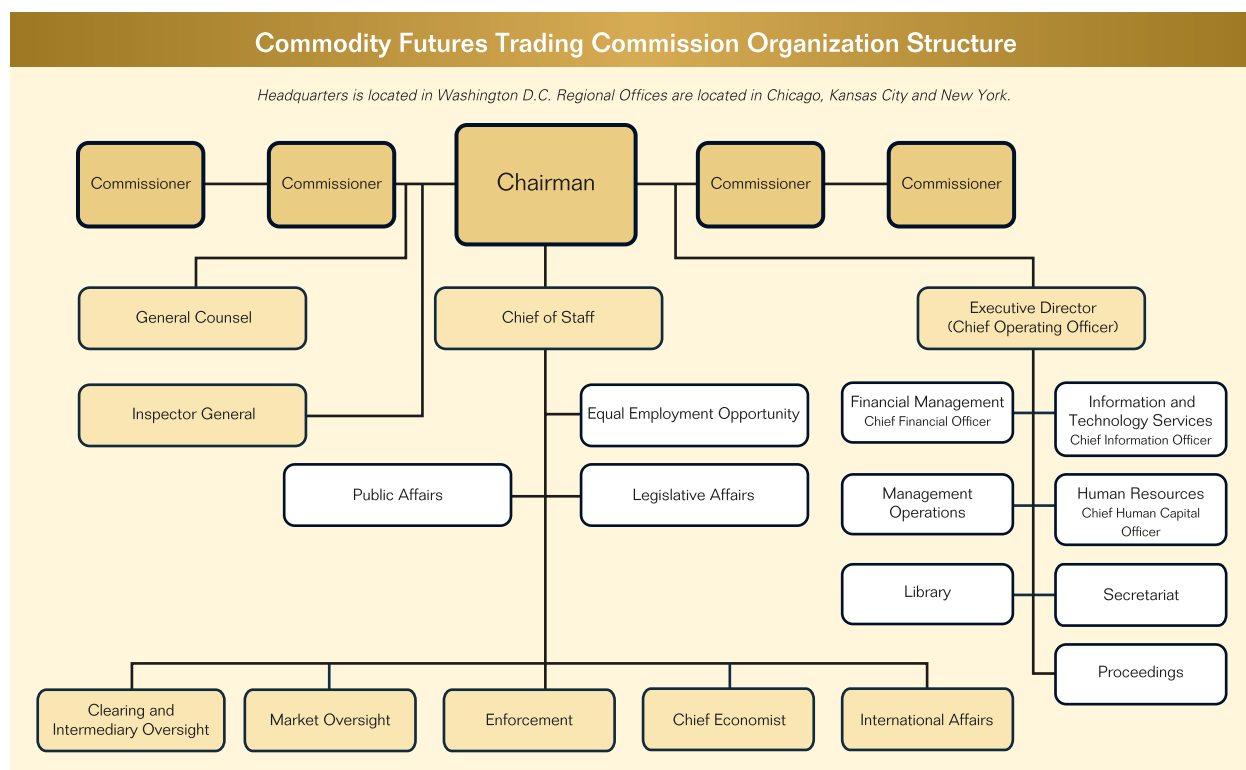 Commodity Futures Trading Commission Organization Structure
Headquarters is located in Washington D.C. Regional Offices are located in Chicago, Kansas City and New York.
Commissioner
Commissioner
Chairman
Commissioner
Commissioner
General Counsel
Chief of Staff
Executive Director
(Chief Operating Officer)
Inspector General
Equal Employment Opportunity
Financial Management
Chief Financial Officer
Information and
Technology Services
Chief Information Officer
Public Affairs
Legislative Affairs
Management
Operations
Human Resources
Chief Human Capital
Officer
Library
Secretariat
Proceedings
Clearing and
Intermediary Oversight
Market Oversight
Enforcement
Chief Economist
International Affairs